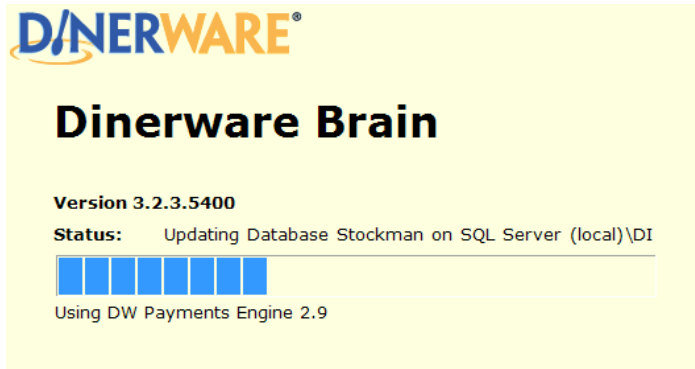 DINERWARE®
Dinerware Brain
Version 3.2.3.5400
Status: Updating Database Stockman on SQL Server (local)\DI
Using DW Payments Engine 2.9